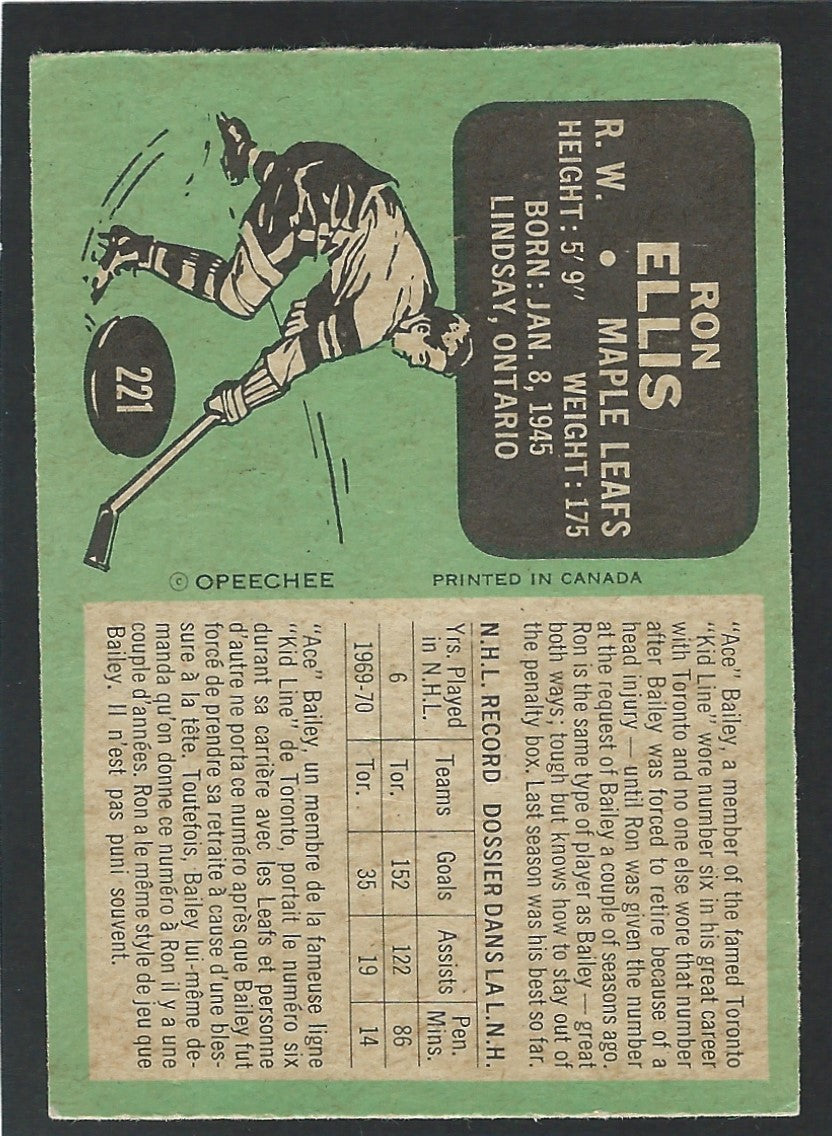 RON
ELLIS
R. W. • MAPLE LEAFS
HEIGHT: 5' 9" WEIGHT: 175
BORN: JAN. 8, 1945
LINDSAY, ONTARIO
221
© OPEECHEE PRINTED IN CANADA
"Ace" Bailey, a member of the famed Toronto
"Kid Line" wore number six in his great career
with Toronto and no one else wore that number
after Bailey was forced to retire because of a
head injury — until Ron was given the number
at the request of Bailey a couple of seasons ago.
Ron is the same type of player as Bailey — great
both ways; tough but knows how to stay out of
the penalty box. Last season was his best so far.
N.H.L. RECORD DOSSIER DANS LA L.N.H.
Yrs. Played in N.H.L. Teams Goals Assists Pen. Mins.
6 Tor. 152 122 86
1969-70 Tor. 35 19 14
"Ace" Bailey, un membre de la fameuse ligne
"Kid Line" de Toronto, portait le numéro six
durant sa carrière avec les Leafs et personne
d'autre ne porta ce numéro après que Bailey fut
forcé de prendre sa retraite à cause d'une bles-
sure à la tête. Toutefois, Bailey lui-même de-
manda qu'on donne ce numéro à Ron il y a une
couple d'années. Ron a le même style de jeu que
Bailey. Il n'est pas puni souvent.